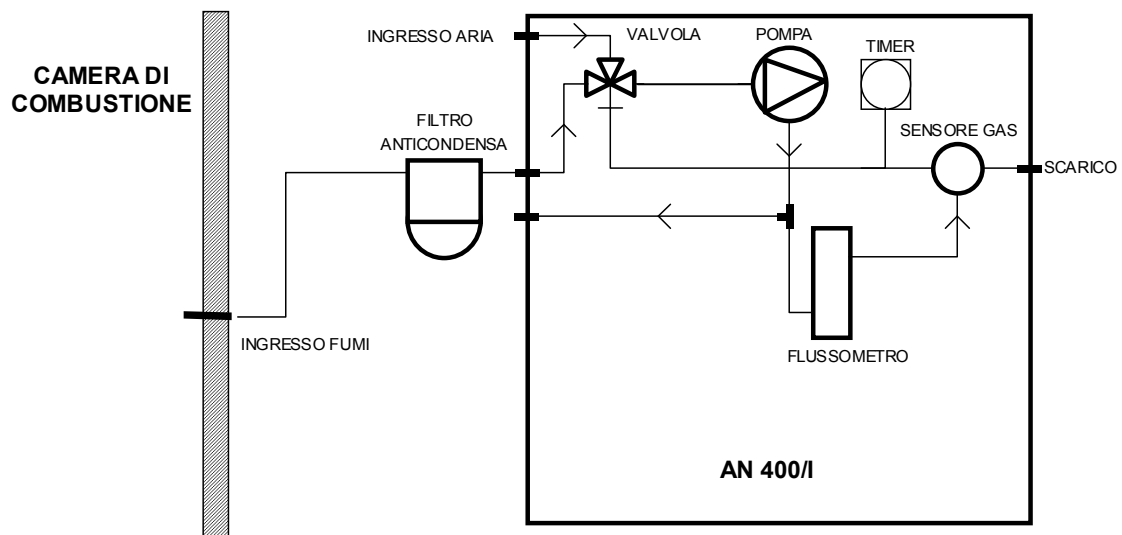 INGRESSO ARIA
VALVOLA
POMPA
TIMER
CAMERA DI
COMBUSTIONE
FILTRO
ANTICONDENSA
SENSORE GAS
SCARICO
INGRESSO FUMI
FLUSSOMETRO
AN 400/I